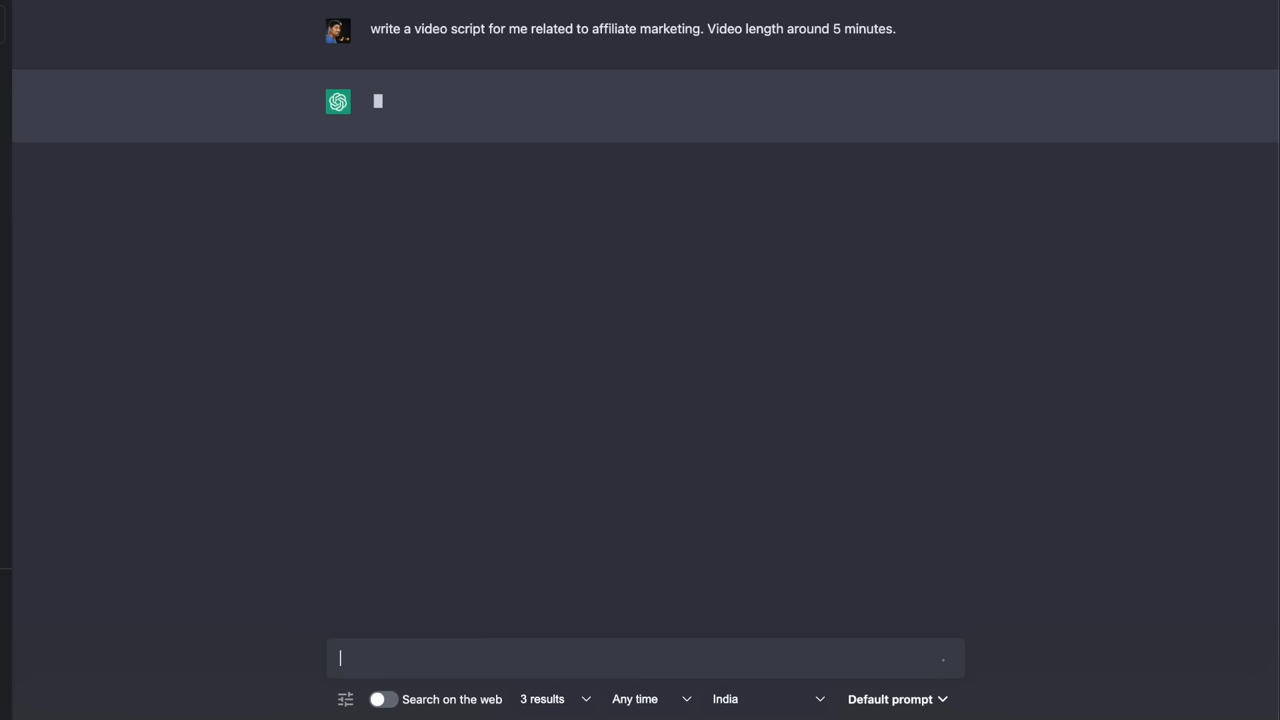 write a video script for me related to affiliate marketing. Video length around 5 minutes.
Search on the web 3 results Any time India Default prompt